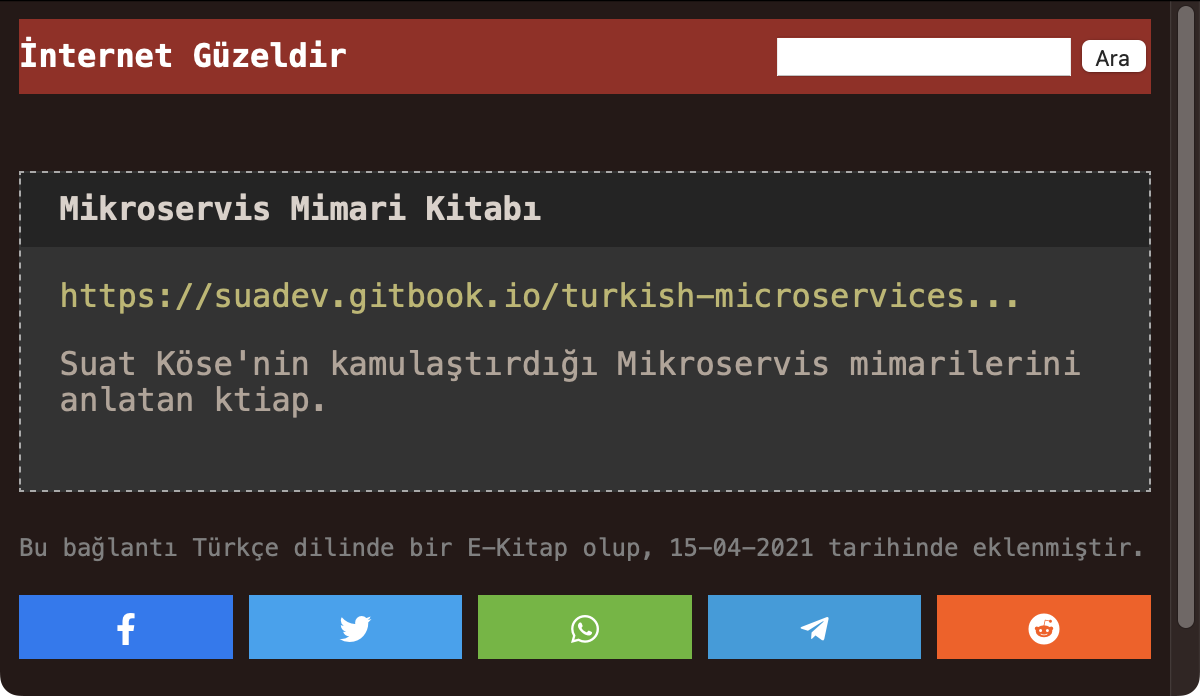 İnternet Güzeldir
Ara
Mikroservis Mimari Kitabı
https://suadev.gitbook.io/turkish-microservices...
Suat Köse'nin kamulaştırdığı Mikroservis mimarilerini
anlatan ktiap.
Bu bağlantı Türkçe dilinde bir E-Kitap olup, 15-04-2021 tarihinde eklenmiştir.